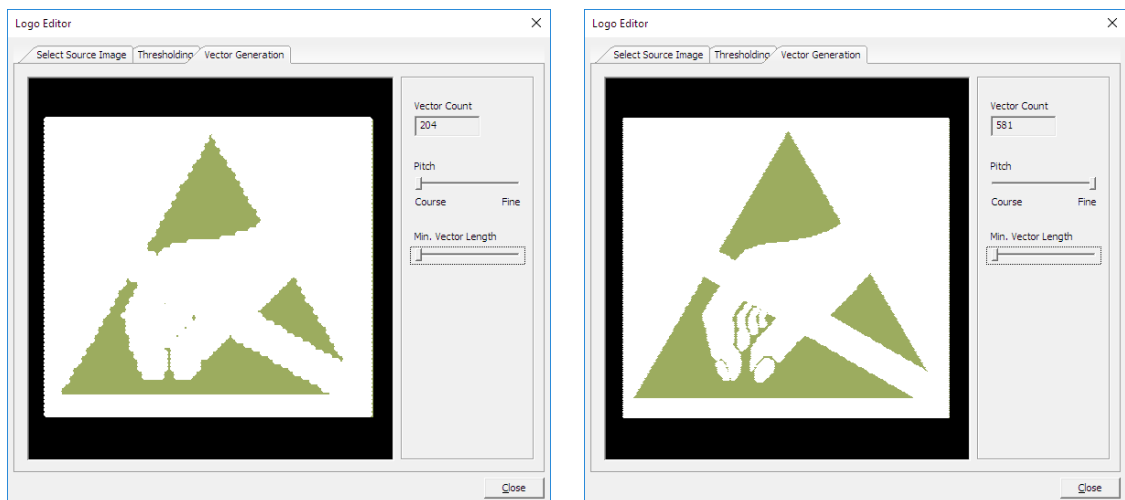 Logo Editor
Select Source Image Thresholding Vector Generation
Vector Count
204
Pitch
Course Fine
Min. Vector Length
Close
Logo Editor
Select Source Image Thresholding Vector Generation
Vector Count
581
Pitch
Course Fine
Min. Vector Length
Close